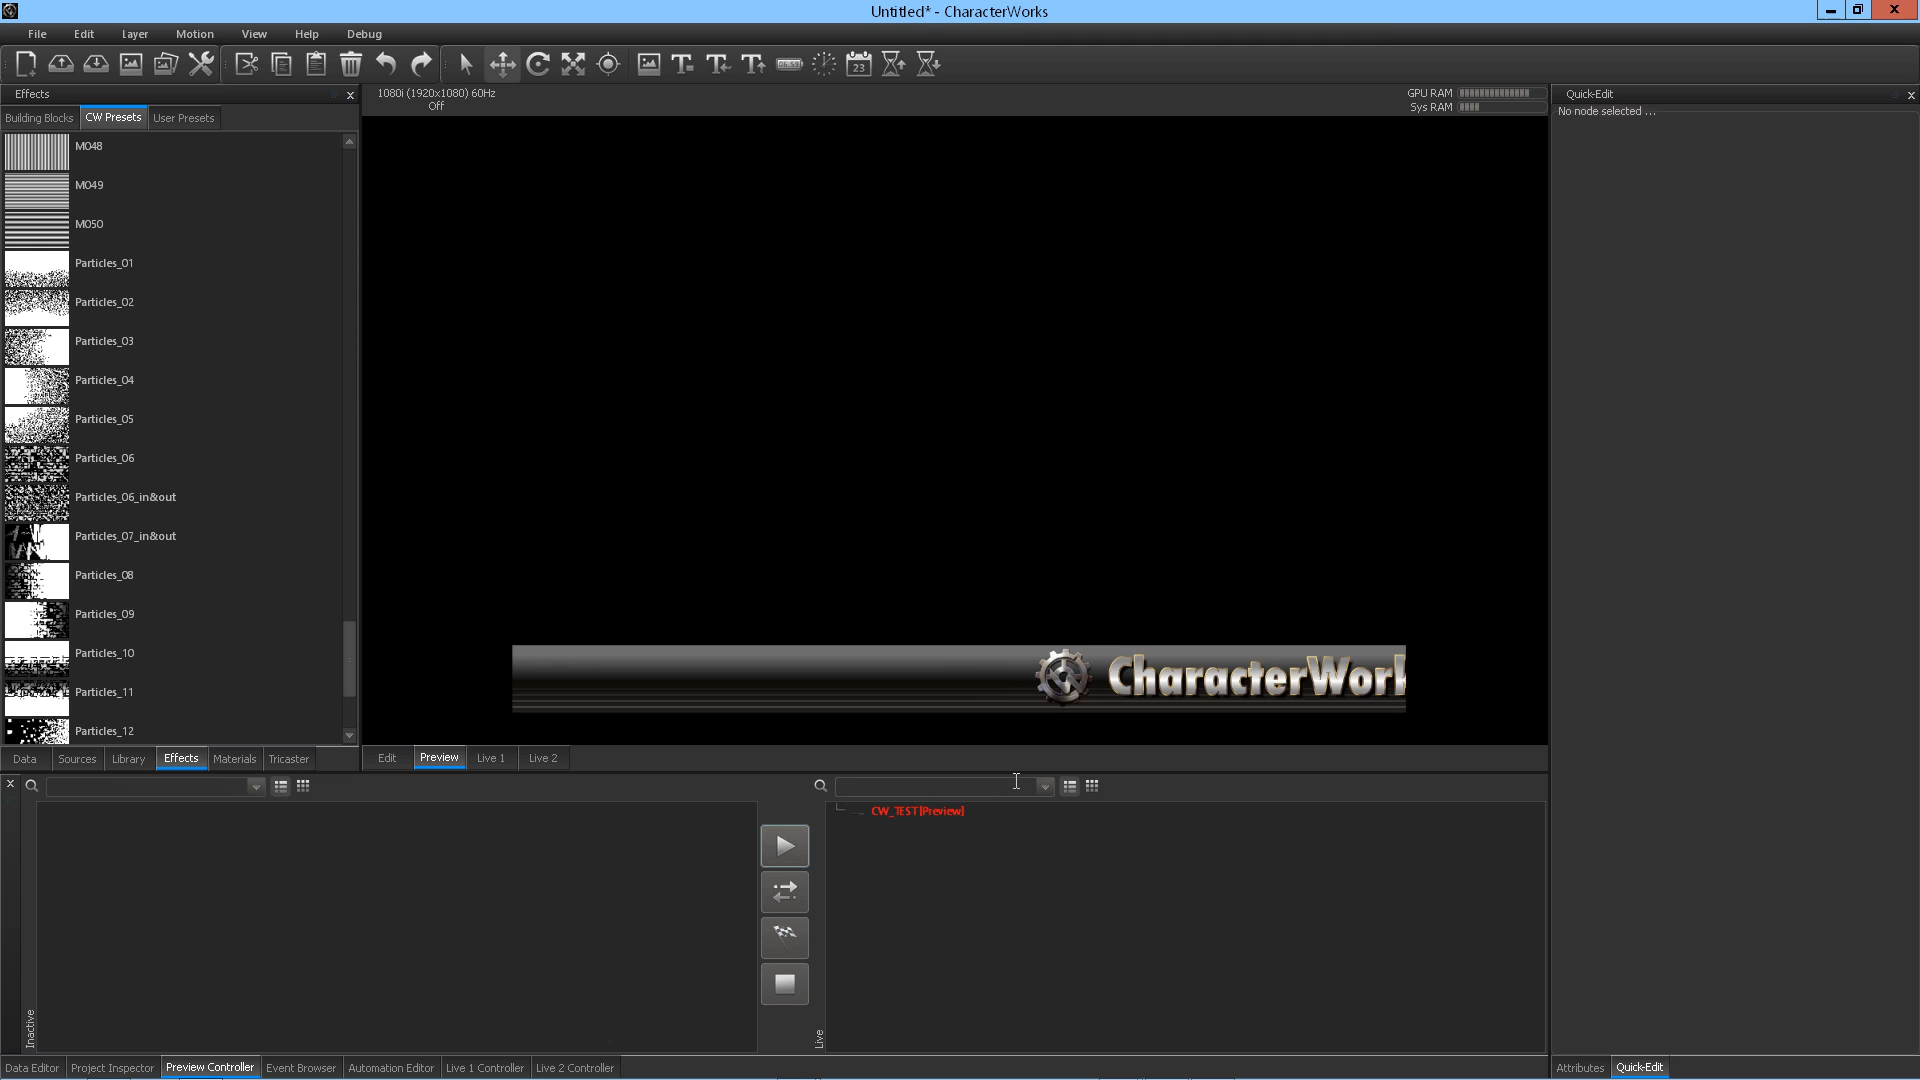 Untitled* - CharacterWorks
File Edit Layer Motion View Help Debug
06:59
23
Effects
Building Blocks CW Presets User Presets
M048
M049
M050
Particles_01
Particles_02
Particles_03
Particles_04
Particles_05
Particles_06
Particles_06_in&out
Particles_07_in&out
Particles_08
Particles_09
Particles_10
Particles_11
Particles_12
Data Sources Library Effects Materials Tricaster
1080i (1920x1080) 60Hz
Off
GPU RAM
Sys RAM
CharacterWork
Edit Preview Live 1 Live 2
Quick-Edit
No node selected ...
Inactive
CW_TEST[Preview]
Live
Data Editor Project Inspector Preview Controller Event Browser Automation Editor Live 1 Controller Live 2 Controller
Attributes Quick-Edit